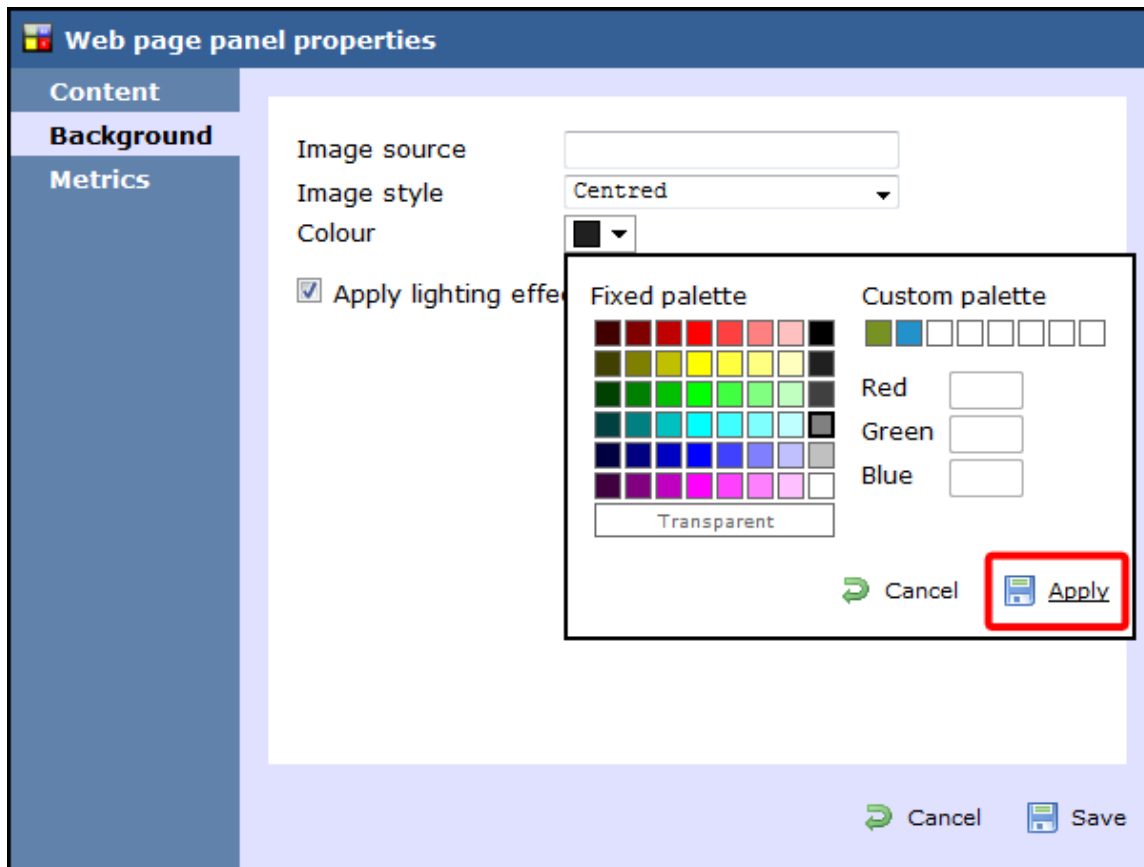 Web page panel properties
Content
Background
Metrics
Image source
Image style
Centred
Colour
Apply lighting effe
Fixed palette
Transparent
Custom palette
Red
Green
Blue
Cancel
Apply
Cancel
Save